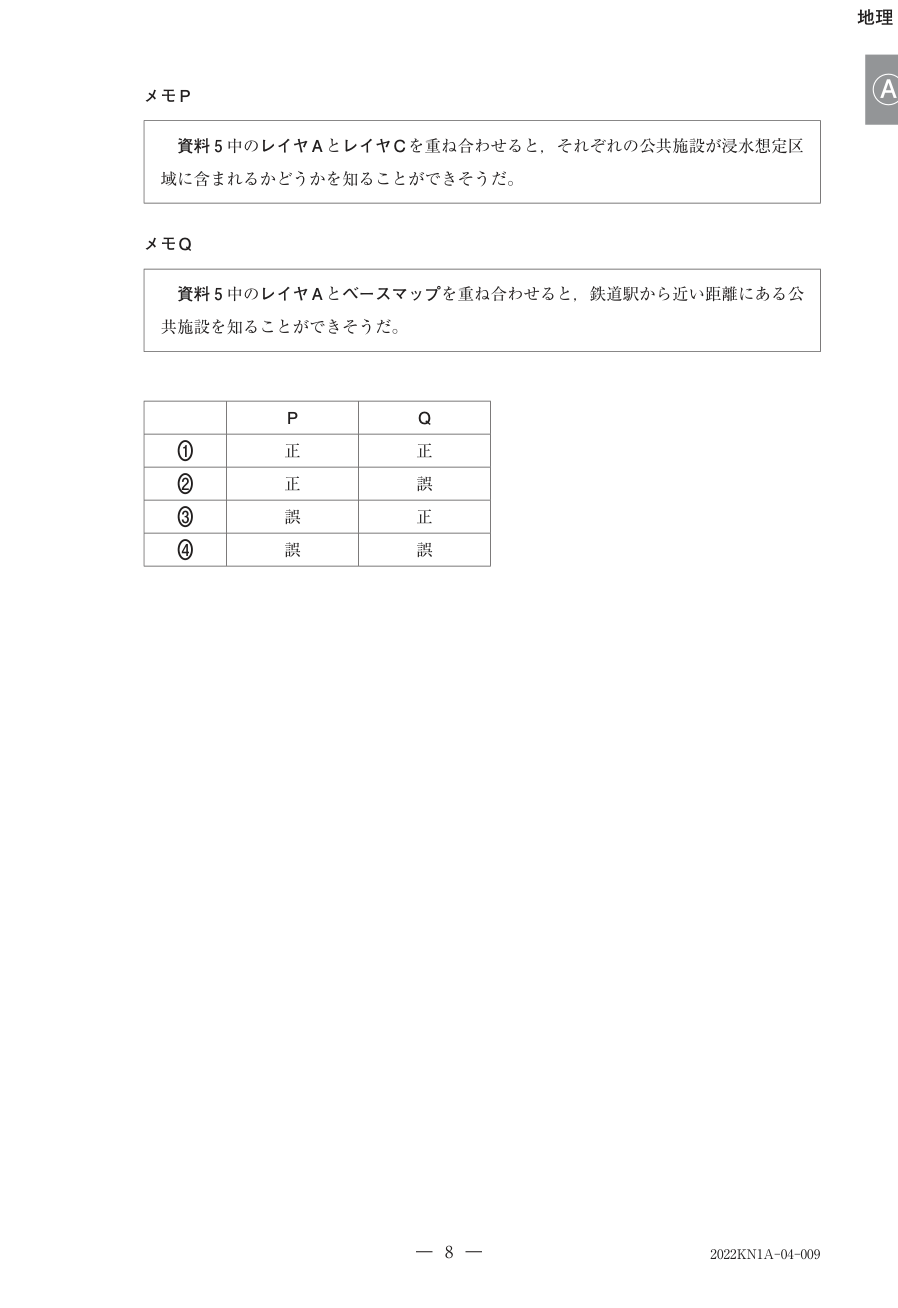 地理
Ⓐ
メモP
資料5中のレイヤAとレイヤCを重ね合わせると，それぞれの公共施設が浸水想定区
域に含まれるかどうかを知ることができそうだ。
メモQ
資料5中のレイヤAとベースマップを重ね合わせると，鉄道駅から近い距離にある公
共施設を知ることができそうだ。
P Q
① 正 正
② 正 誤
③ 誤 正
④ 誤 誤
— 8 —
2022KN1A-04-009